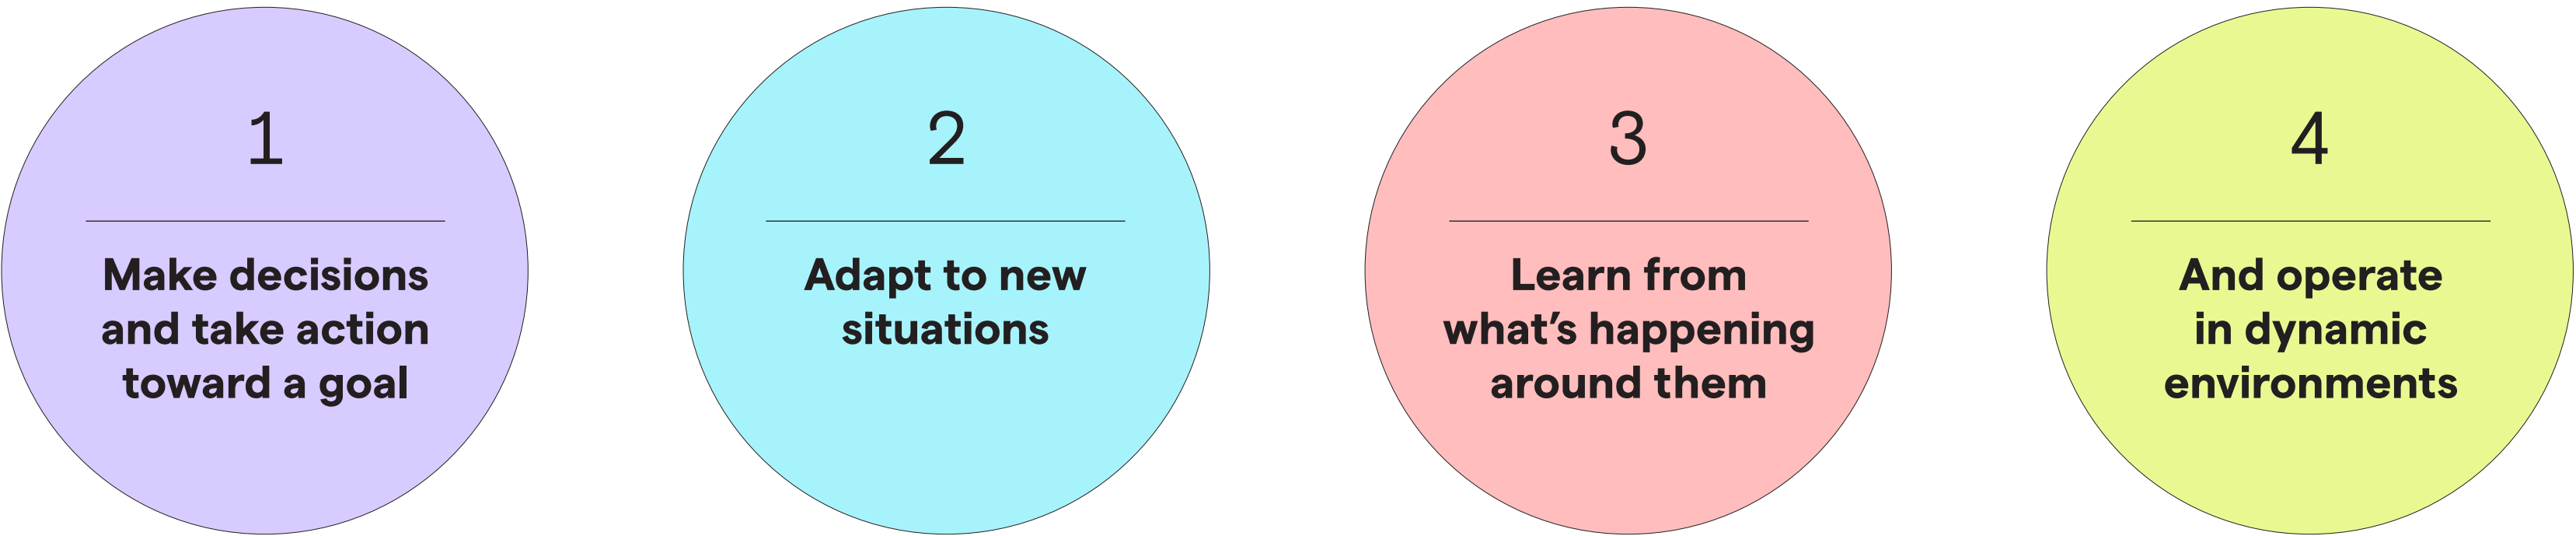 1
Make decisions
and take action
toward a goal
2
Adapt to new
situations
3
Learn from
what’s happening
around them
4
And operate
in dynamic
environments